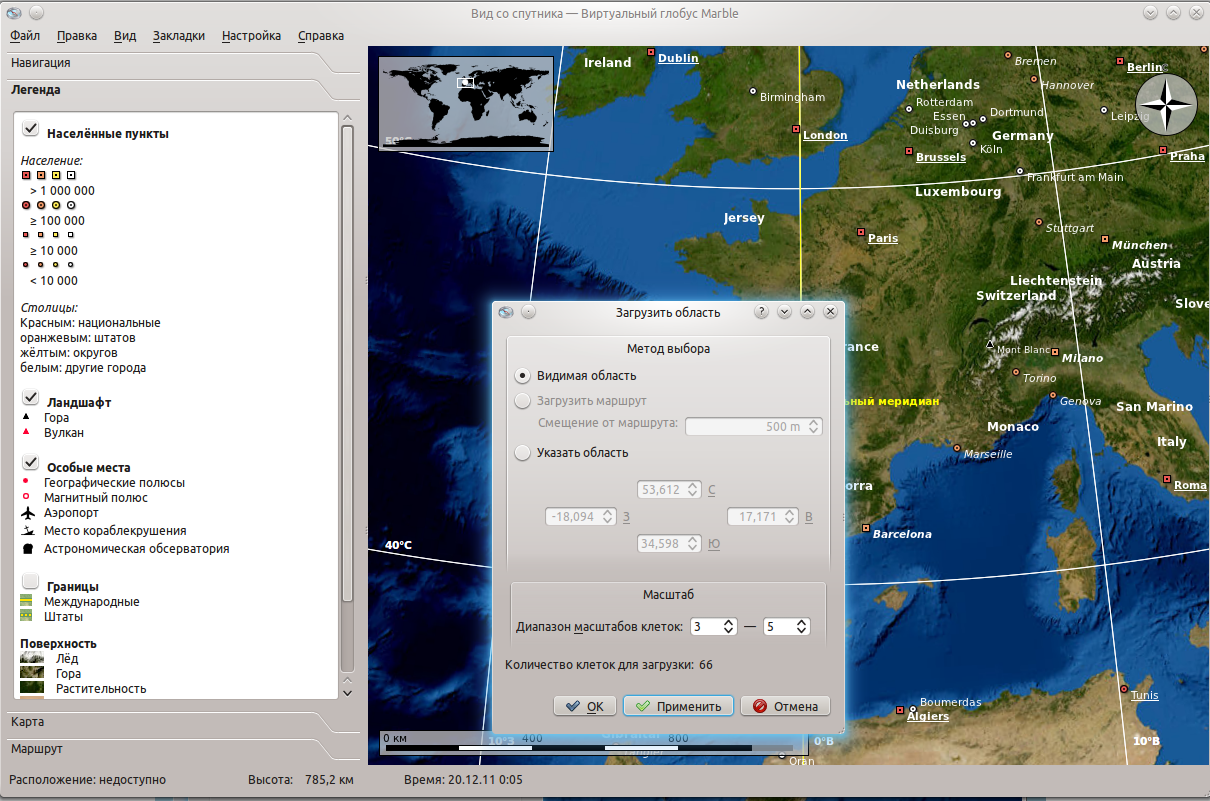 Вид со спутника — Виртуальный глобус Marble
Файл Правка Вид Закладки Настройка Справка
Навигация
Легенда
Населённые пункты
Население:
> 1 000 000
≥ 100 000
≥ 10 000
< 10 000
Столицы:
Красным: национальные
оранжевым: штатов
жёлтым: округов
белым: другие города
Ландшафт
Гора
Вулкан
Особые места
Географические полюсы
Магнитный полюс
Аэропорт
Место кораблекрушения
Астрономическая обсерватория
Границы
Международные
Штаты
Поверхность
Лёд
Гора
Растительность
Карта
Маршрут
50°С
Ireland
Dublin
Birmingham
London
Netherlands
Rotterdam
Essen
Duisburg
Dortmund
Germany
Köln
Brussels
Bremen
Hannover
Berlin
Leipzig
Praha
Frankfurt am Main
Luxembourg
Jersey
Paris
Stuttgart
München
Austria
Liechtenstein
Switzerland
Slove
ance
Mont Blanc
Milano
Torino
Genova
ьный меридиан
San Marino
Monaco
Italy
Marseille
Roma
orra
Barcelona
40°С
Tunis
Boumerdas
Algiers
Gibraltar
Tangier
Oran
10°З
0°В
10°В
0 км 400 800
Загрузить область
Метод выбора
Видимая область
Загрузить маршрут
Смещение от маршрута: 500 m
Указать область
53,612 С
-18,094 З 17,171 В
34,598 Ю
Масштаб
Диапазон масштабов клеток: 3 — 5
Количество клеток для загрузки: 66
OK Применить Отмена
Расположение: недоступно Высота: 785,2 км Время: 20.12.11 0:05